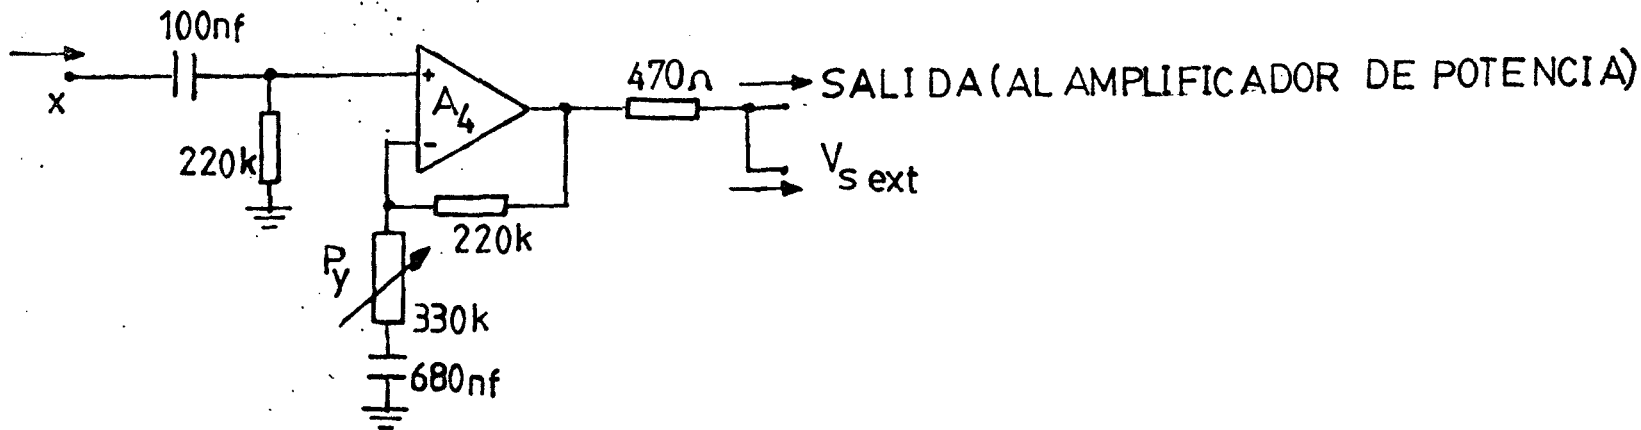 100nf
x
220k
+
A4
-
470Ω
SALIDA (AL AMPLIFICADOR DE POTENCIA)
Vs ext
220k
Py
330k
680nf